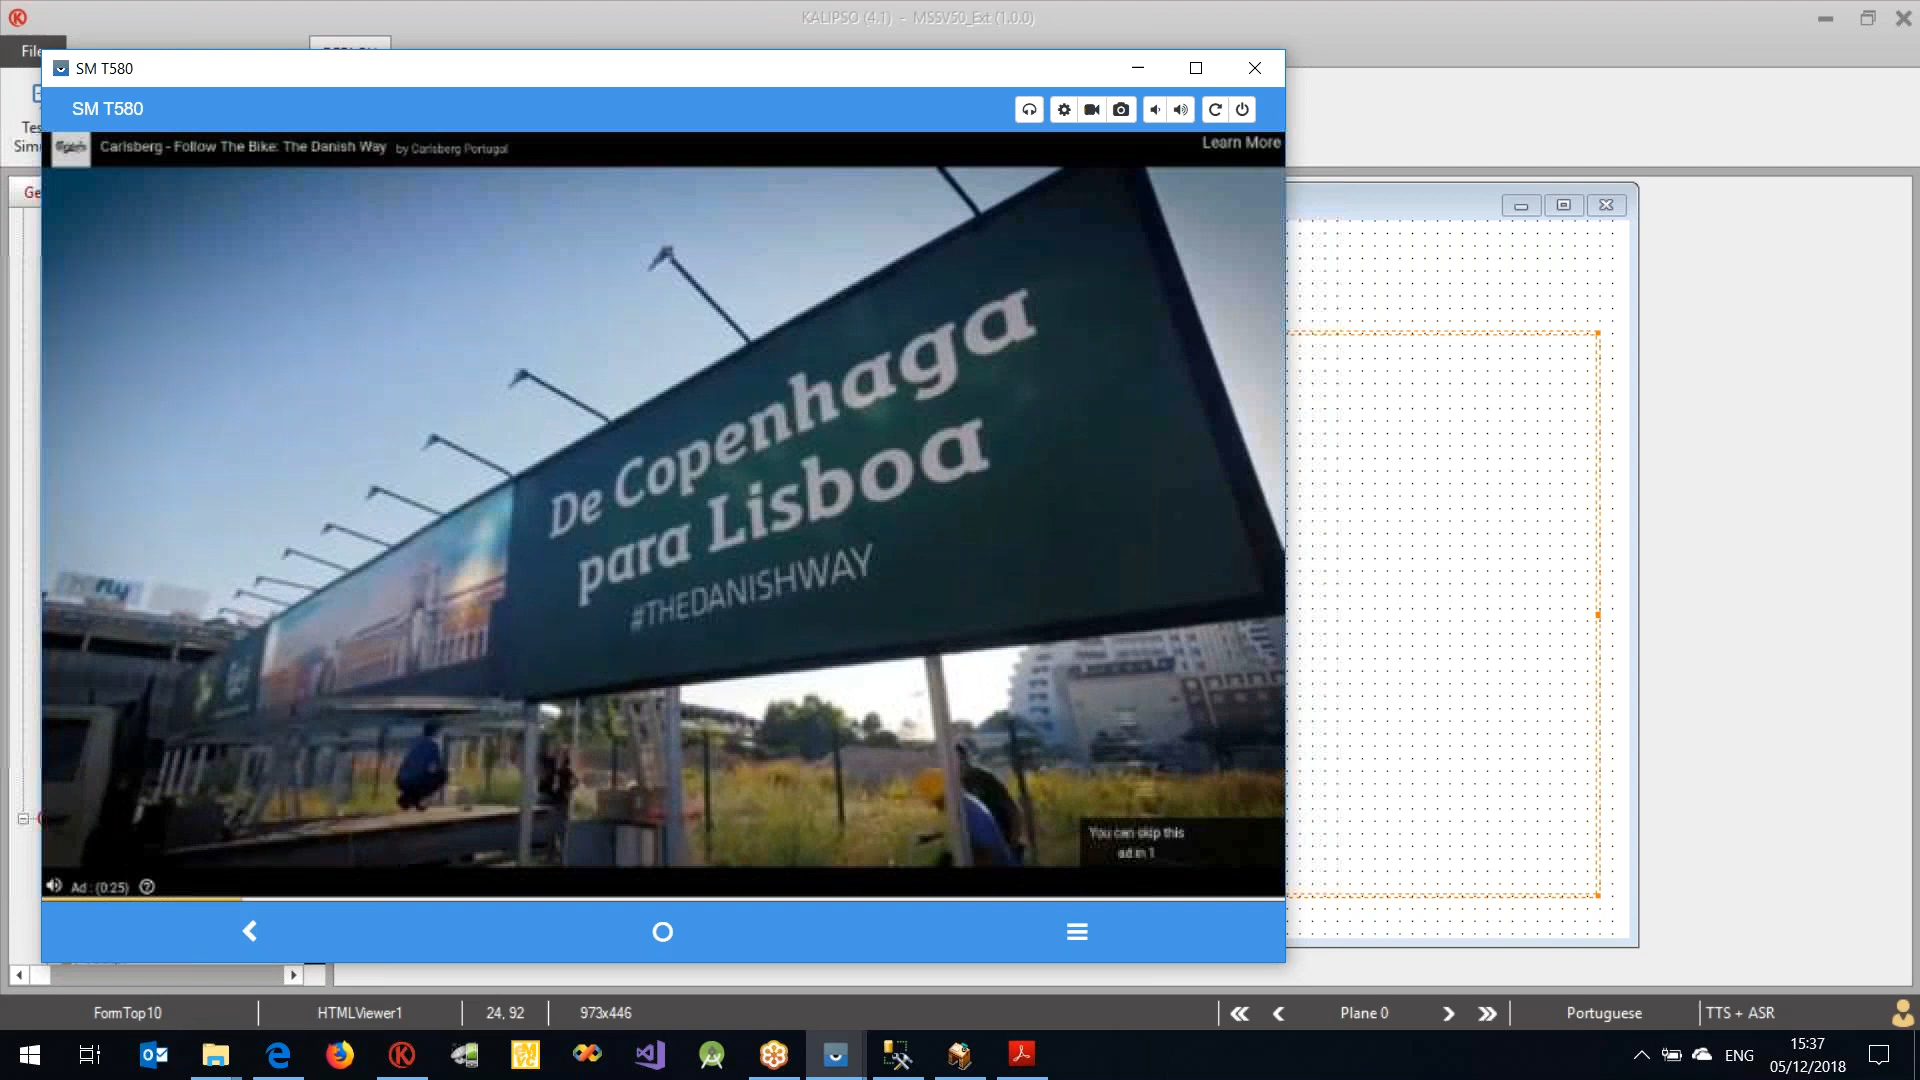 KALIPSO (4.1) - MSSV50_Ext (1.0.0)
File
SM T580
SM T580
Carlsberg - Follow The Bike: The Danish Way by Carlsberg Portugal
Learn More
De Copenhaga
para Lisboa
#THEDANISHWAY
You can skip this
ad in 1
Ad : (0:25)
FormTop10
HTMLViewer1
24, 92
973x446
Plane 0
Portuguese
TTS + ASR
ENG
15:37
05/12/2018